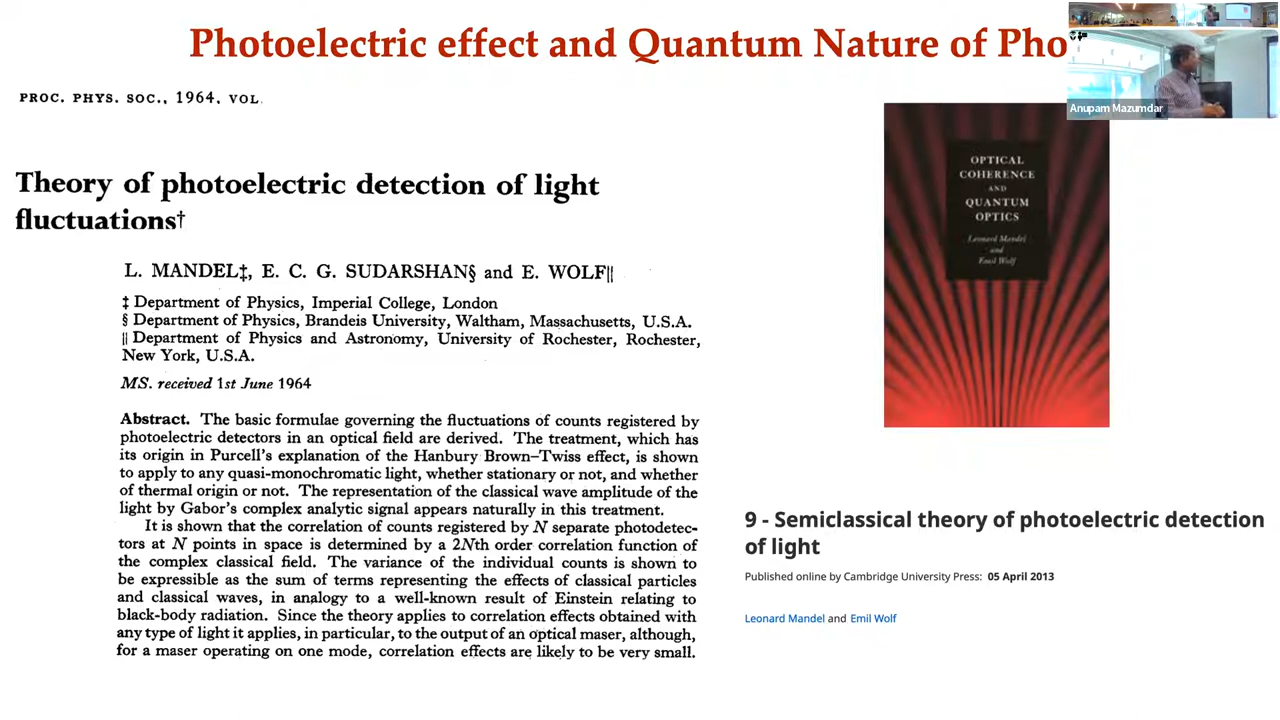 Photoelectric effect and Quantum Nature of Pho
Anupam Mazumdar
PROC. PHYS. SOC., 1964, VOL.
Theory of photoelectric detection of light
fluctuations†
L. MANDEL‡, E. C. G. SUDARSHAN§ and E. WOLF||
‡ Department of Physics, Imperial College, London
§ Department of Physics, Brandeis University, Waltham, Massachusetts, U.S.A.
|| Department of Physics and Astronomy, University of Rochester, Rochester,
New York, U.S.A.
MS. received 1st June 1964
Abstract. The basic formulae governing the fluctuations of counts registered by
photoelectric detectors in an optical field are derived. The treatment, which has
its origin in Purcell's explanation of the Hanbury Brown–Twiss effect, is shown
to apply to any quasi-monochromatic light, whether stationary or not, and whether
of thermal origin or not. The representation of the classical wave amplitude of the
light by Gabor's complex analytic signal appears naturally in this treatment.
It is shown that the correlation of counts registered by N separate photodetec-
tors at N points in space is determined by a 2Nth order correlation function of
the complex classical field. The variance of the individual counts is shown to
be expressible as the sum of terms representing the effects of classical particles
and classical waves, in analogy to a well-known result of Einstein relating to
black-body radiation. Since the theory applies to correlation effects obtained with
any type of light it applies, in particular, to the output of an optical maser, although,
for a maser operating on one mode, correlation effects are likely to be very small.
OPTICAL
COHERENCE
AND
QUANTUM
OPTICS
Leonard Mandel
and
Emil Wolf
9 - Semiclassical theory of photoelectric detection
of light
Published online by Cambridge University Press: 05 April 2013
Leonard Mandel and Emil Wolf